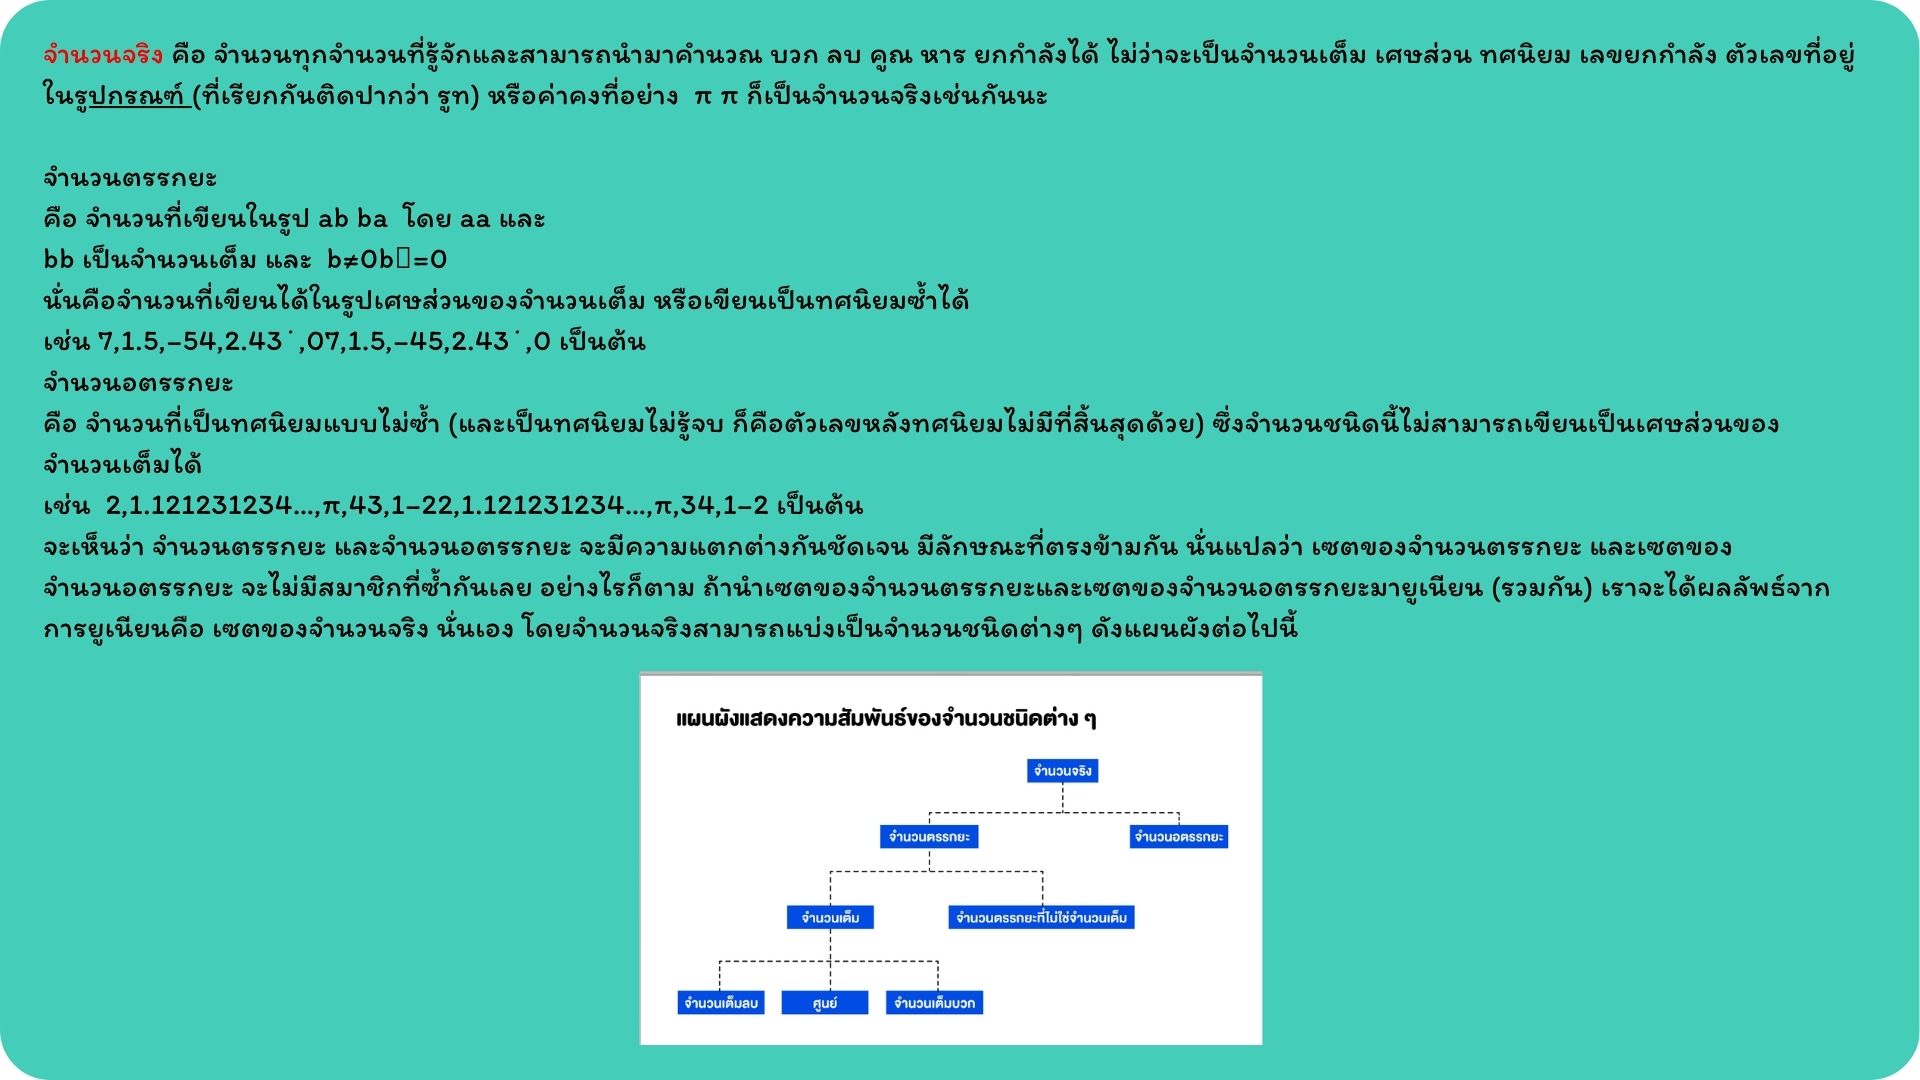 จำนวนจริง คือ จำนวนทุกจำนวนที่รู้จักและสามารถนำมาคำนวณ บวก ลบ คูณ หาร ยกกำลังได้ ไม่ว่าจะเป็นจำนวนเต็ม เศษส่วน ทศนิยม เลขยกกำลัง ตัวเลขที่อยู่
ในรูปกรณฑ์ (ที่เรียกกันติดปากว่า รูท) หรือค่าคงที่อย่าง π π ก็เป็นจำนวนจริงเช่นกันนะ
จำนวนตรรกยะ
คือ จำนวนที่เขียนในรูป ab ba โดย aa และ
bb เป็นจำนวนเต็ม และ b≠0b=0
นั่นคือจำนวนที่เขียนได้ในรูปเศษส่วนของจำนวนเต็ม หรือเขียนเป็นทศนิยมซ้ำได้
เช่น 7,1.5,−54,2.43˙,07,1.5,−45,2.43˙,0 เป็นต้น
จำนวนอตรรกยะ
คือ จำนวนที่เป็นทศนิยมแบบไม่ซ้ำ (และเป็นทศนิยมไม่รู้จบ ก็คือตัวเลขหลังทศนิยมไม่มีที่สิ้นสุดด้วย) ซึ่งจำนวนชนิดนี้ไม่สามารถเขียนเป็นเศษส่วนของ
จำนวนเต็มได้
เช่น 2,1.121231234...,π,43,1−22,1.121231234...,π,34,1−2 เป็นต้น
จะเห็นว่า จำนวนตรรกยะ และจำนวนอตรรกยะ จะมีความแตกต่างกันชัดเจน มีลักษณะที่ตรงข้ามกัน นั่นแปลว่า เซตของจำนวนตรรกยะ และเซตของ
จำนวนอตรรกยะ จะไม่มีสมาชิกที่ซ้ำกันเลย อย่างไรก็ตาม ถ้านำเซตของจำนวนตรรกยะและเซตของจำนวนอตรรกยะมายูเนียน (รวมกัน) เราจะได้ผลลัพธ์จาก
การยูเนียนคือ เซตของจำนวนจริง นั่นเอง โดยจำนวนจริงสามารถแบ่งเป็นจำนวนชนิดต่างๆ ดังแผนผังต่อไปนี้
แผนผังแสดงความสัมพันธ์ของจำนวนชนิดต่าง ๆ
จำนวนจริง
จำนวนตรรกยะ จำนวนอตรรกยะ
จำนวนเต็ม จำนวนตรรกยะที่ไม่ใช่จำนวนเต็ม
จำนวนเต็มลบ ศูนย์ จำนวนเต็มบวก